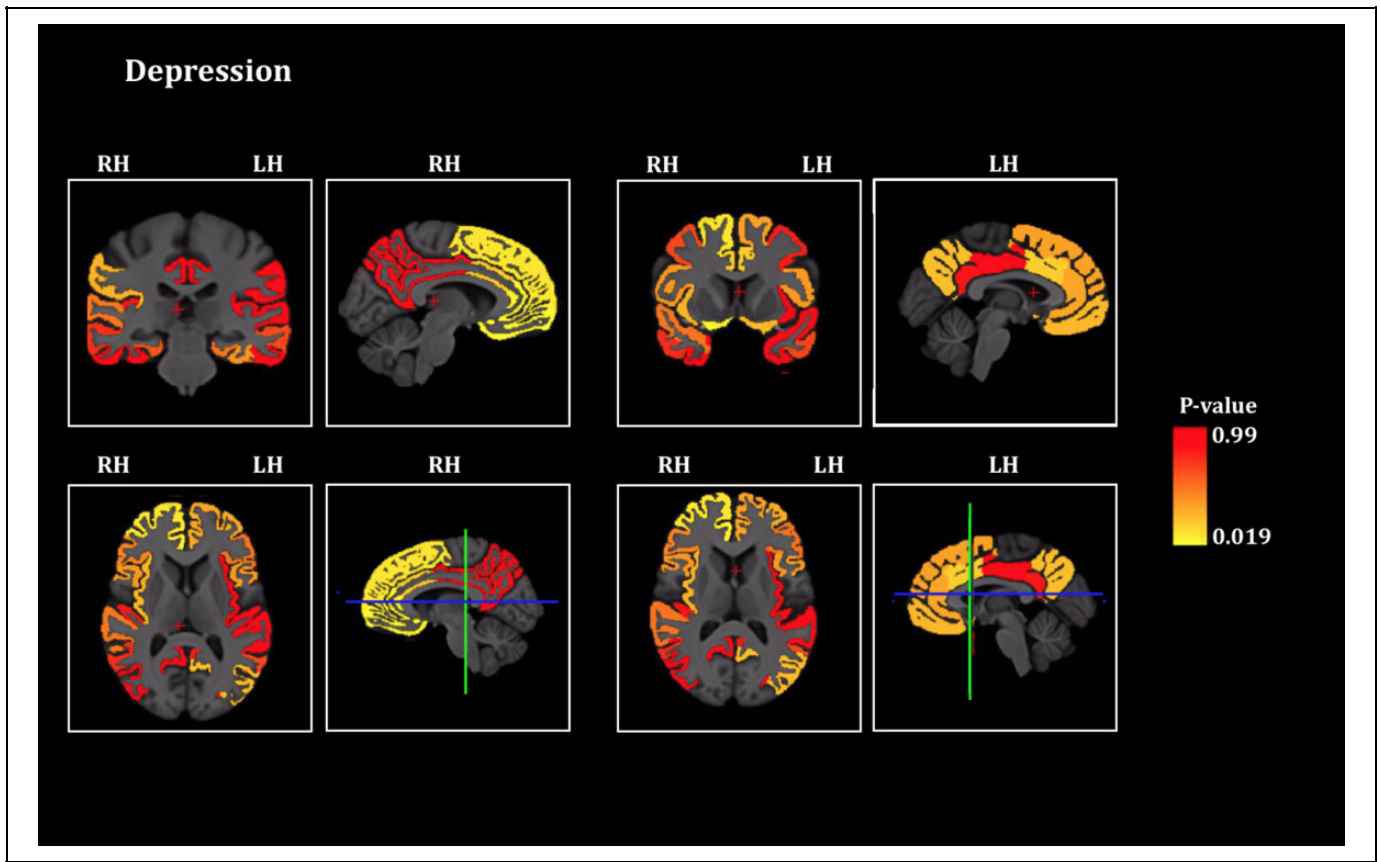 Depression
RH LH RH RH LH LH
P-value
0.99
0.019
RH LH RH RH LH LH